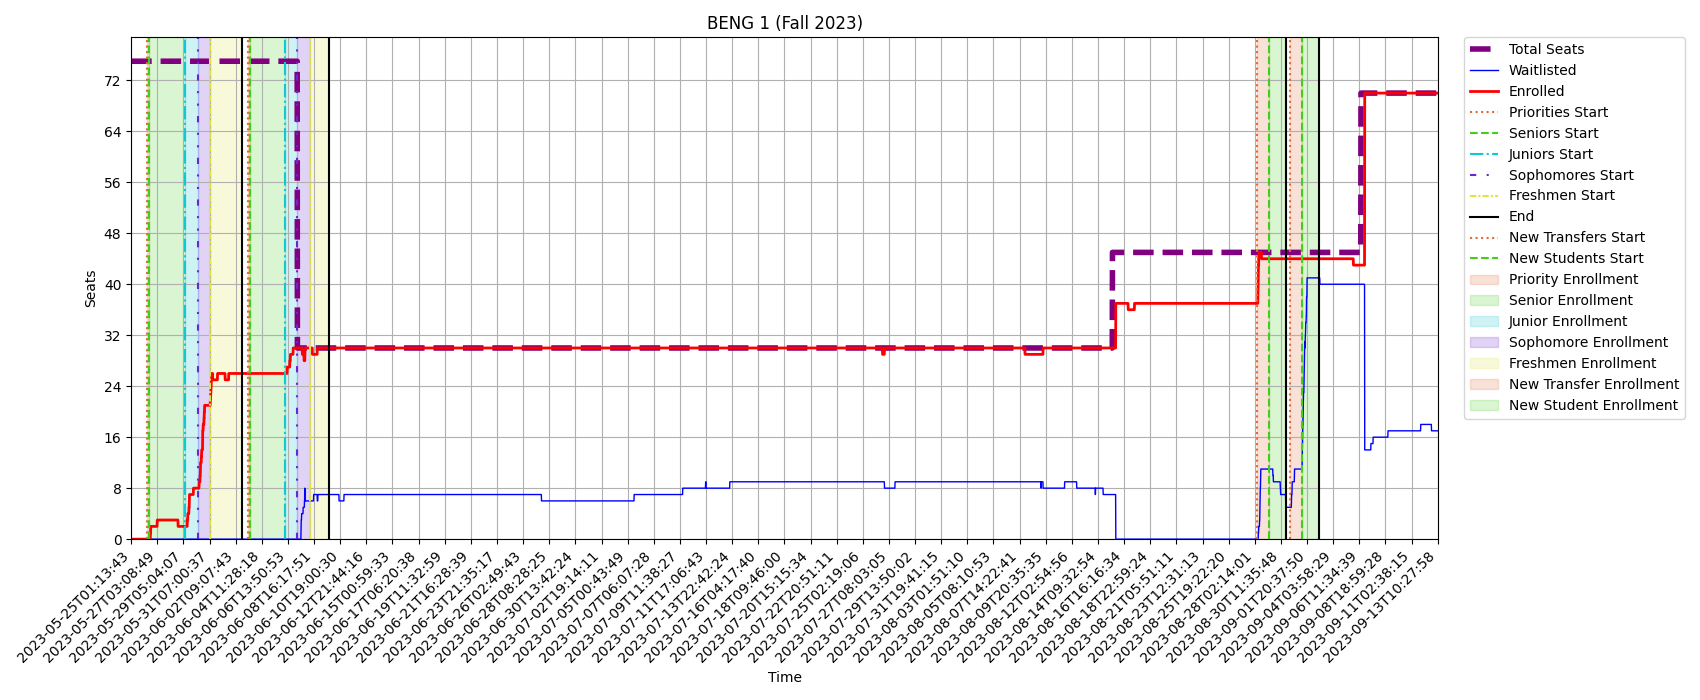 BENG 1 (Fall 2023)
Seats
72
64
56
48
40
32
24
16
8
0
2023-05-25T01:13:43
2023-05-27T03:08:49
2023-05-29T05:04:07
2023-05-31T07:00:37
2023-06-02T09:07:43
2023-06-04T11:28:18
2023-06-06T13:50:53
2023-06-08T16:17:51
2023-06-10T19:00:30
2023-06-12T21:44:16
2023-06-15T00:59:33
2023-06-17T06:20:38
2023-06-19T11:32:59
2023-06-21T16:28:39
2023-06-23T21:35:17
2023-06-26T02:49:43
2023-06-28T08:28:25
2023-06-30T13:42:24
2023-07-02T19:14:11
2023-07-05T00:43:49
2023-07-07T06:07:28
2023-07-09T11:38:27
2023-07-11T17:06:43
2023-07-13T22:42:24
2023-07-16T04:17:40
2023-07-18T09:46:00
2023-07-20T15:15:34
2023-07-22T20:51:11
2023-07-25T02:19:06
2023-07-27T08:03:05
2023-07-29T13:50:02
2023-07-31T19:41:15
2023-08-03T01:51:10
2023-08-05T08:10:53
2023-08-07T14:22:41
2023-08-09T20:35:35
2023-08-12T02:54:56
2023-08-14T09:32:54
2023-08-16T16:16:34
2023-08-18T22:59:24
2023-08-21T05:51:11
2023-08-23T12:31:13
2023-08-25T19:22:20
2023-08-28T02:14:01
2023-08-30T11:35:48
2023-09-01T20:37:50
2023-09-04T03:58:29
2023-09-06T11:34:39
2023-09-08T18:59:28
2023-09-11T02:38:15
2023-09-13T10:27:58
Time
Total Seats
Waitlisted
Enrolled
Priorities Start
Seniors Start
Juniors Start
Sophomores Start
Freshmen Start
End
New Transfers Start
New Students Start
Priority Enrollment
Senior Enrollment
Junior Enrollment
Sophomore Enrollment
Freshmen Enrollment
New Transfer Enrollment
New Student Enrollment